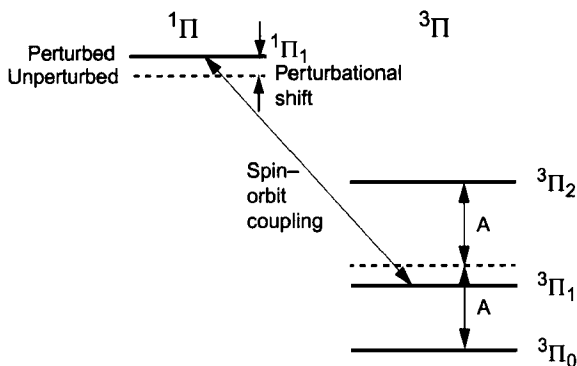 ¹Π
³Π
Perturbed
¹Π₁
Unperturbed
Perturbational
shift
Spin–
orbit
coupling
³Π₂
A
³Π₁
A
³Π₀